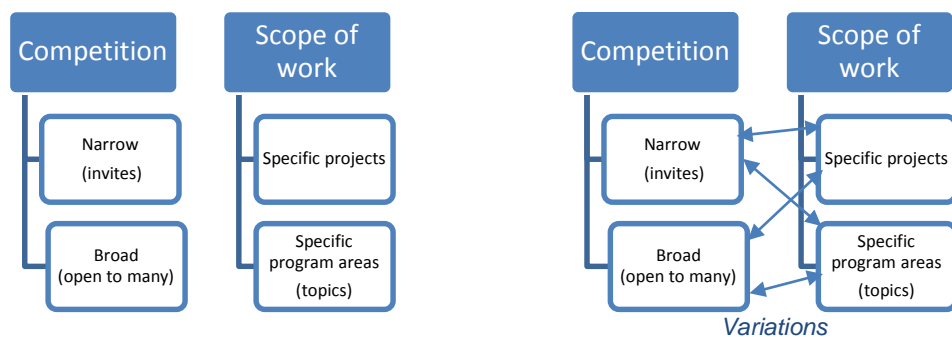 Competition
Narrow
(invites)
Broad
(open to many)
Scope of
work
Specific projects
Specific
program areas
(topics)
Competition
Narrow
(invites)
Broad
(open to many)
Scope of
work
Specific projects
Specific
program areas
(topics)
Variations